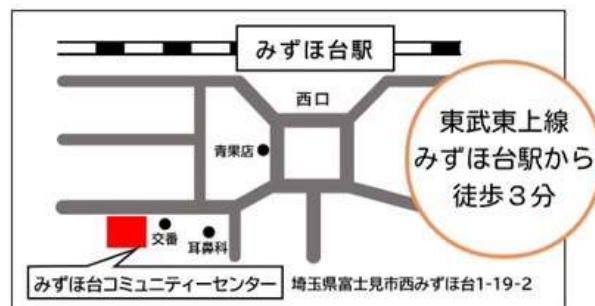 みずほ台駅
西口
東武東上線
みずほ台駅から
徒歩３分
青果店
交番
耳鼻科
みずほ台コミュニティーセンター
埼玉県富士見市西みずほ台1-19-2